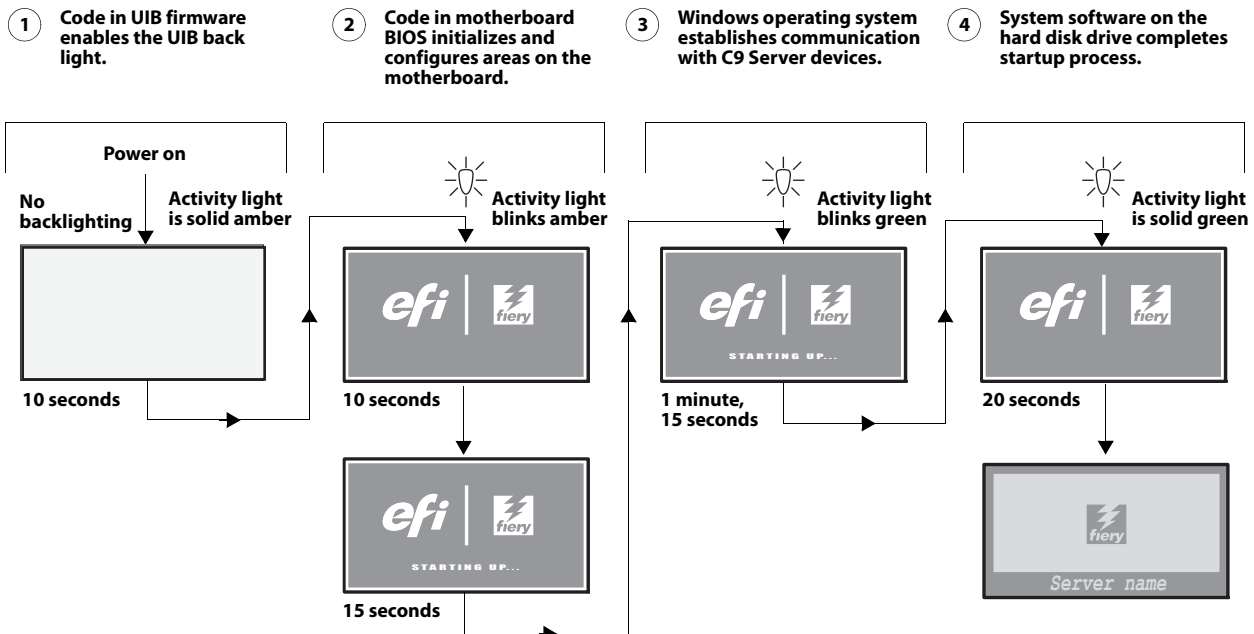 1
Code in UIB firmware
enables the UIB back
light.
2
Code in motherboard
BIOS initializes and
configures areas on the
motherboard.
3
Windows operating system
establishes communication
with C9 Server devices.
4
System software on the
hard disk drive completes
startup process.
Power on
No
backlighting
Activity light
is solid amber
10 seconds
Activity light
blinks amber
efi
fiery
10 seconds
efi
fiery
STARTING UP...
15 seconds
Activity light
blinks green
efi
fiery
STARTING UP...
1 minute,
15 seconds
Activity light
is solid green
efi
fiery
20 seconds
fiery
Server name